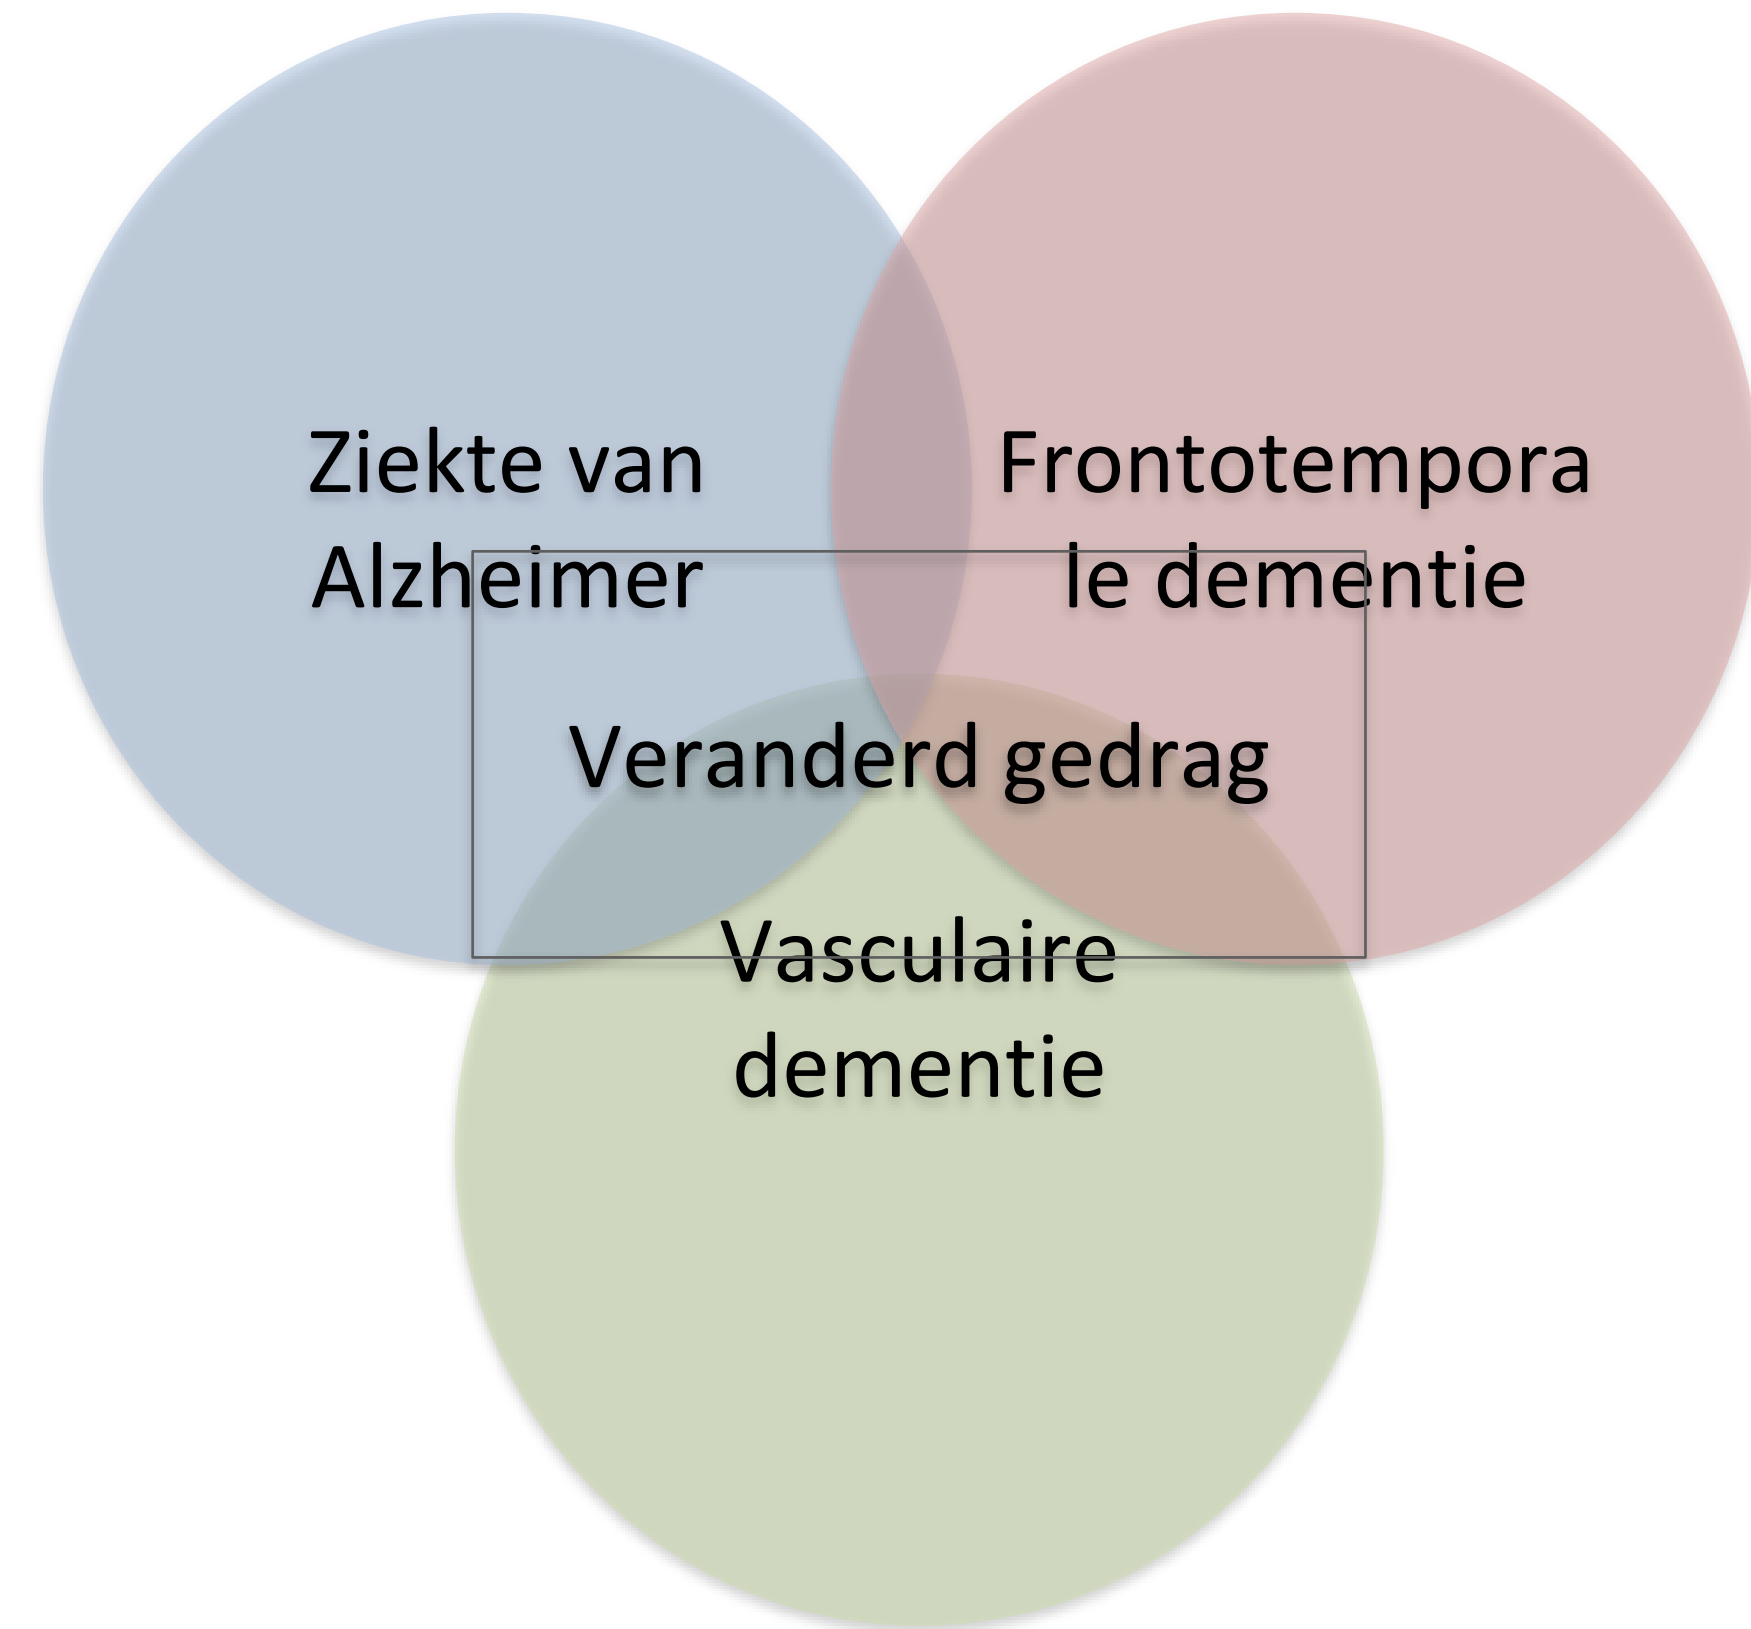 Ziekte van
Alzheimer
Frontotempora
le dementie
Veranderd gedrag
Vasculaire
dementie